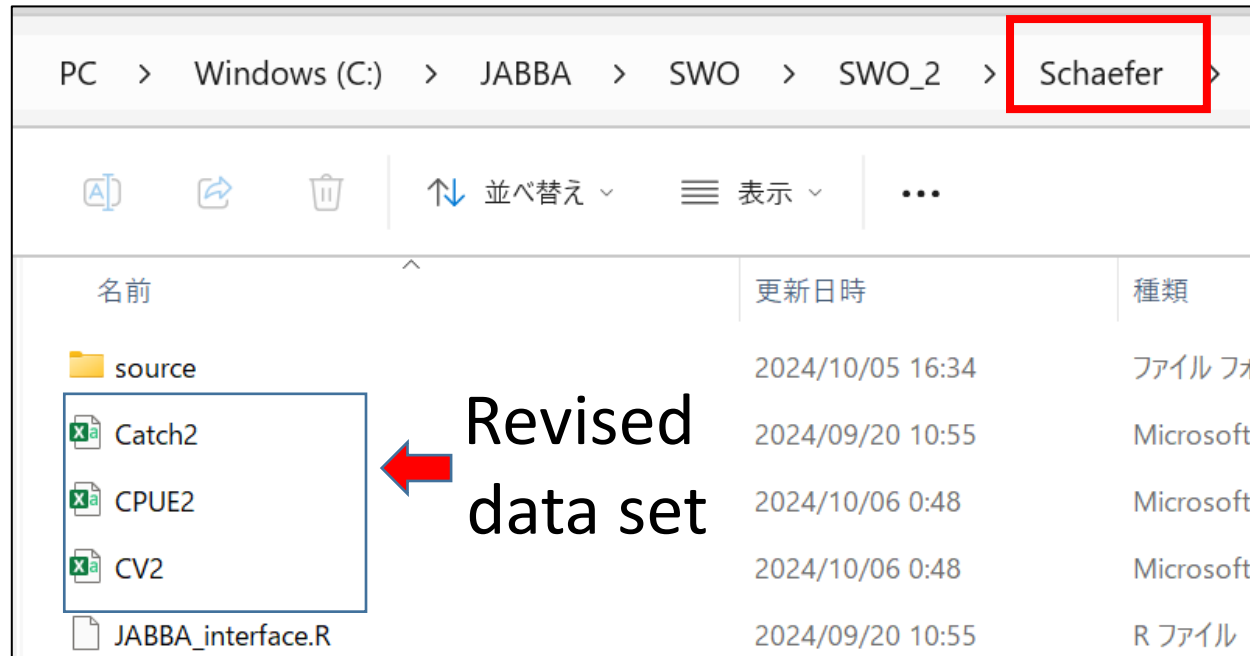 PC > Windows (C:) > JABBA > SWO > SWO_2 > Schaefer >
並べ替え 表示 •••
名前 更新日時 種類
source 2024/10/05 16:34 ファイル フォ
Catch2 2024/09/20 10:55 Microsoft
CPUE2 2024/10/06 0:48 Microsoft
CV2 2024/10/06 0:48 Microsoft
JABBA_interface.R 2024/09/20 10:55 R ファイル
Revised
data set